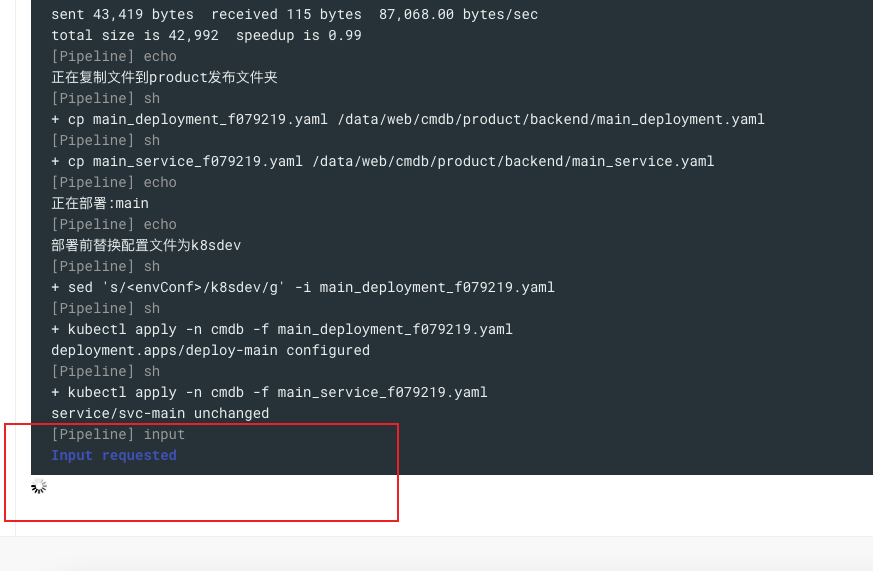 sent 43,419 bytes  received 115 bytes  87,068.00 bytes/sec
total size is 42,992  speedup is 0.99
[Pipeline] echo
正在复制文件到product发布文件夹
[Pipeline] sh
+ cp main_deployment_f079219.yaml /data/web/cmdb/product/backend/main_deployment.yaml
[Pipeline] sh
+ cp main_service_f079219.yaml /data/web/cmdb/product/backend/main_service.yaml
[Pipeline] echo
正在部署:main
[Pipeline] echo
部署前替换配置文件为k8sdev
[Pipeline] sh
+ sed 's/<envConf>/k8sdev/g' -i main_deployment_f079219.yaml
[Pipeline] sh
+ kubectl apply -n cmdb -f main_deployment_f079219.yaml
deployment.apps/deploy-main configured
[Pipeline] sh
+ kubectl apply -n cmdb -f main_service_f079219.yaml
service/svc-main unchanged
[Pipeline] input
Input requested